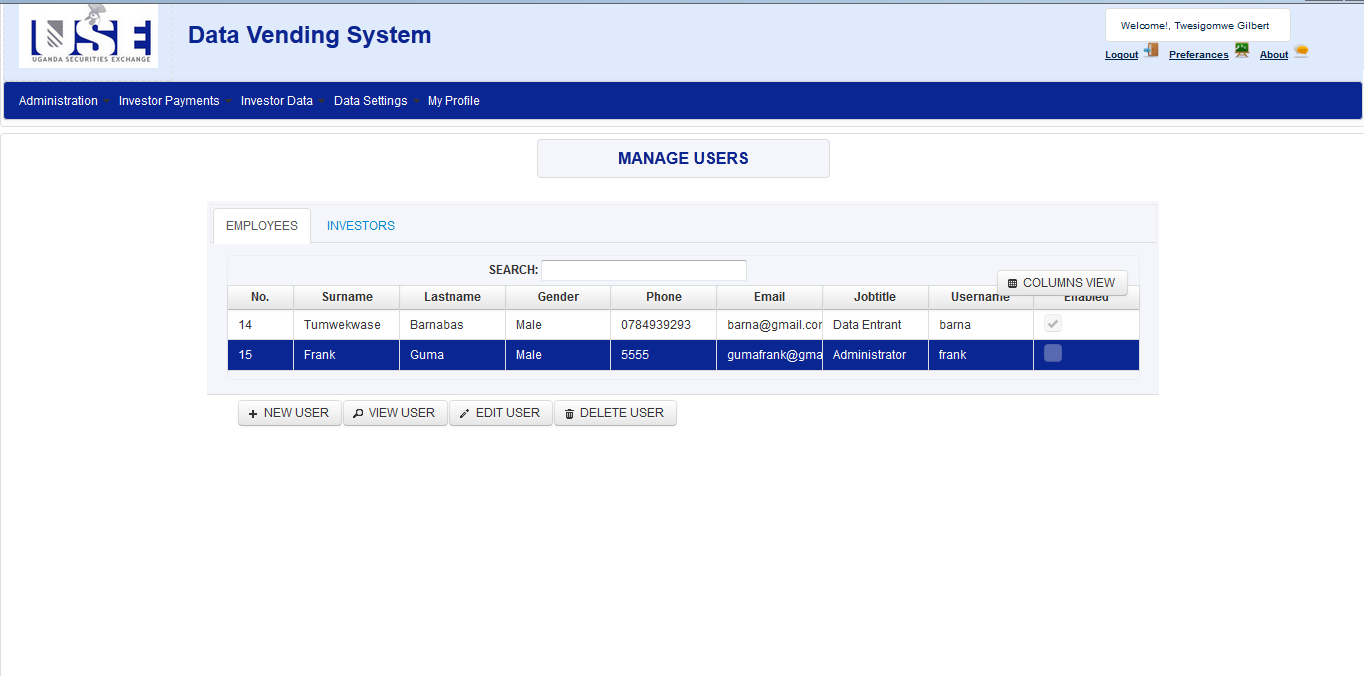 USE
UGANDA SECURITIES EXCHANGE
Data Vending System
Welcome!, Twesigomwe Gilbert
Logout Preferances About
Administration Investor Payments Investor Data Data Settings My Profile
MANAGE USERS
EMPLOYEES INVESTORS
SEARCH:
COLUMNS VIEW
No. Surname Lastname Gender Phone Email Jobtitle Username Enabled
14 Tumwekwase Barnabas Male 0784939293 barna@gmail.com Data Entrant barna
15 Frank Guma Male 5555 gumafrank@gma Administrator frank
NEW USER VIEW USER EDIT USER DELETE USER